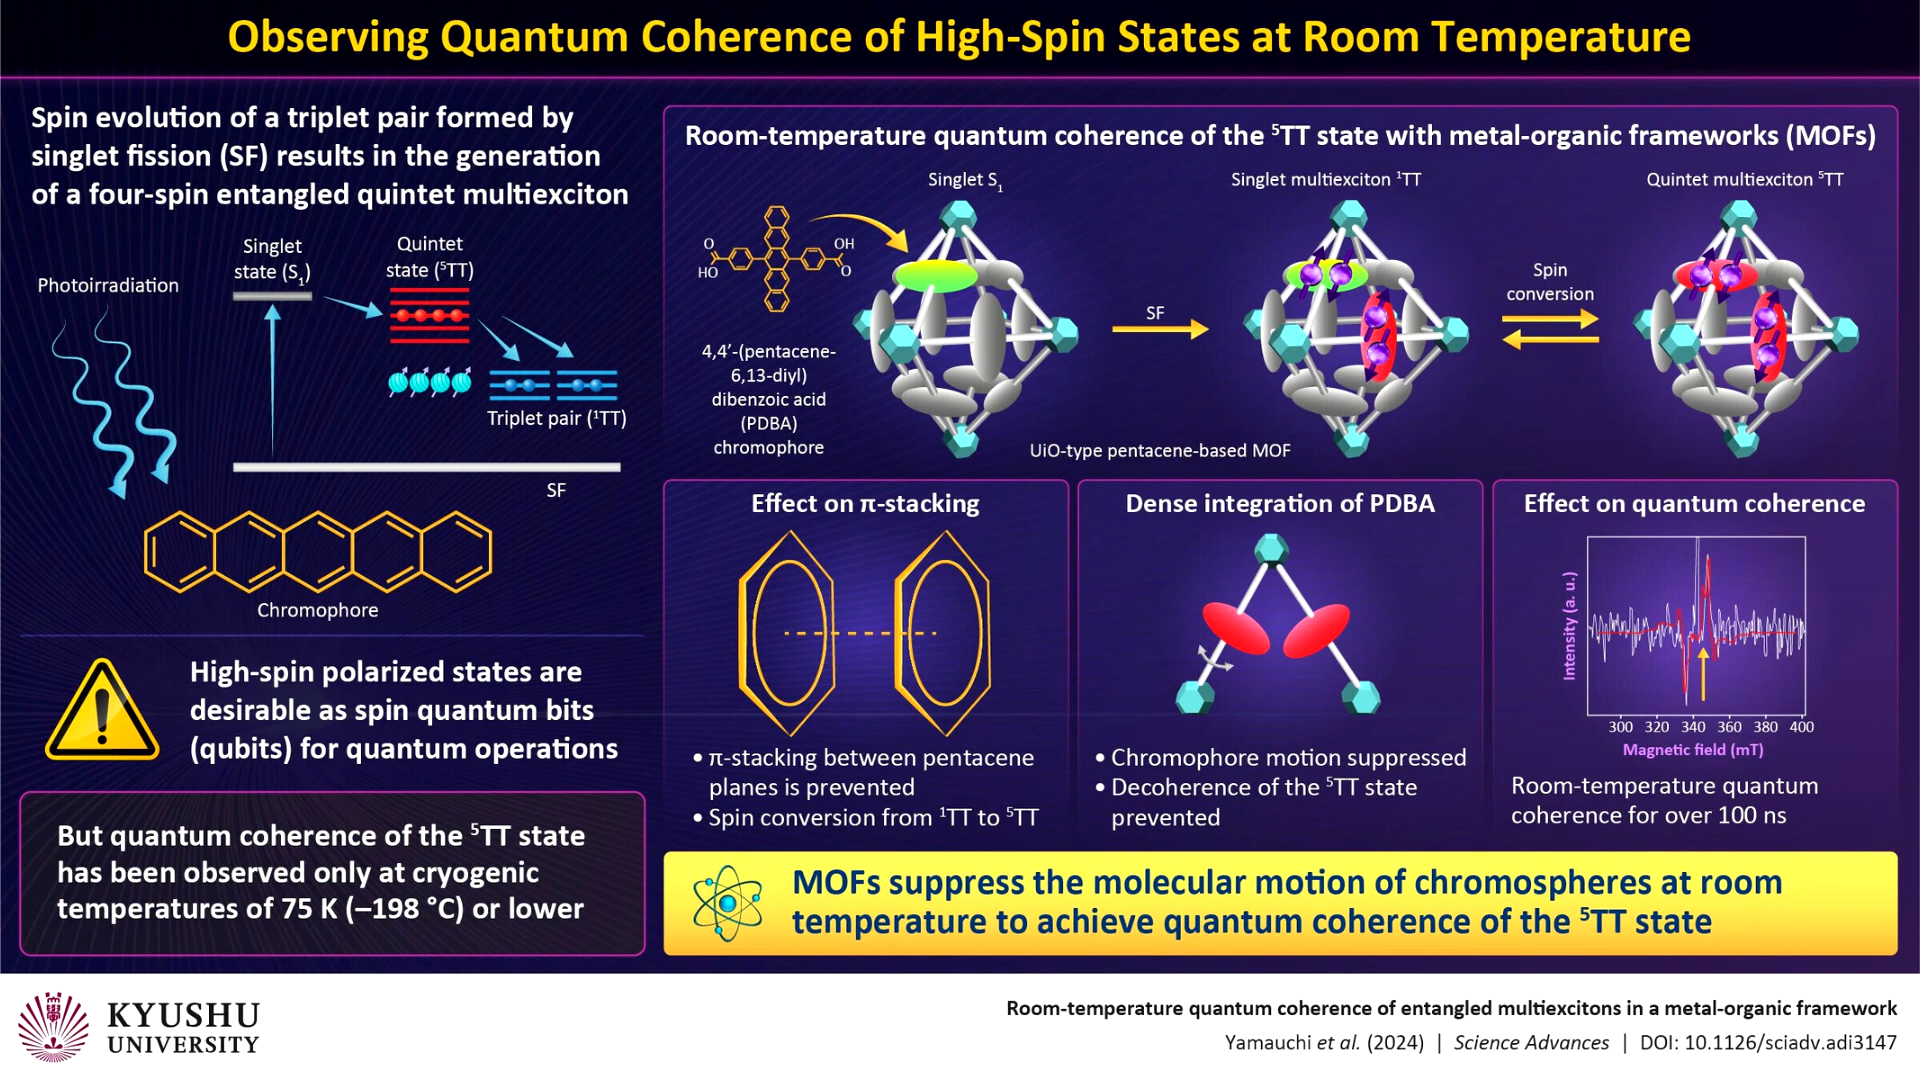 Observing Quantum Coherence of High-Spin States at Room Temperature
Spin evolution of a triplet pair formed by
singlet fission (SF) results in the generation
of a four-spin entangled quintet multiexciton
Photoirradiation
Singlet
state (S₁)
Quintet
state (⁵TT)
Triplet pair (¹TT)
SF
Chromophore
High-spin polarized states are
desirable as spin quantum bits
(qubits) for quantum operations
But quantum coherence of the ⁵TT state
has been observed only at cryogenic
temperatures of 75 K (–198 °C) or lower
Room-temperature quantum coherence of the ⁵TT state with metal-organic frameworks (MOFs)
Singlet S₁
Singlet multiexciton ¹TT
Quintet multiexciton ⁵TT
O
HO
OH
O
4,4’-(pentacene-
6,13-diyl)
dibenzoic acid
(PDBA)
chromophore
SF
Spin
conversion
UiO-type pentacene-based MOF
Effect on π-stacking
• π-stacking between pentacene
planes is prevented
• Spin conversion from ¹TT to ⁵TT
Dense integration of PDBA
• Chromophore motion suppressed
• Decoherence of the ⁵TT state
prevented
Effect on quantum coherence
Intensity (a. u.)
300 320 340 360 380 400
Magnetic field (mT)
Room-temperature quantum
coherence for over 100 ns
MOFs suppress the molecular motion of chromospheres at room
temperature to achieve quantum coherence of the ⁵TT state
KYUSHU
UNIVERSITY
Room-temperature quantum coherence of entangled multiexcitons in a metal-organic framework
Yamauchi et al. (2024) | Science Advances | DOI: 10.1126/sciadv.adi3147